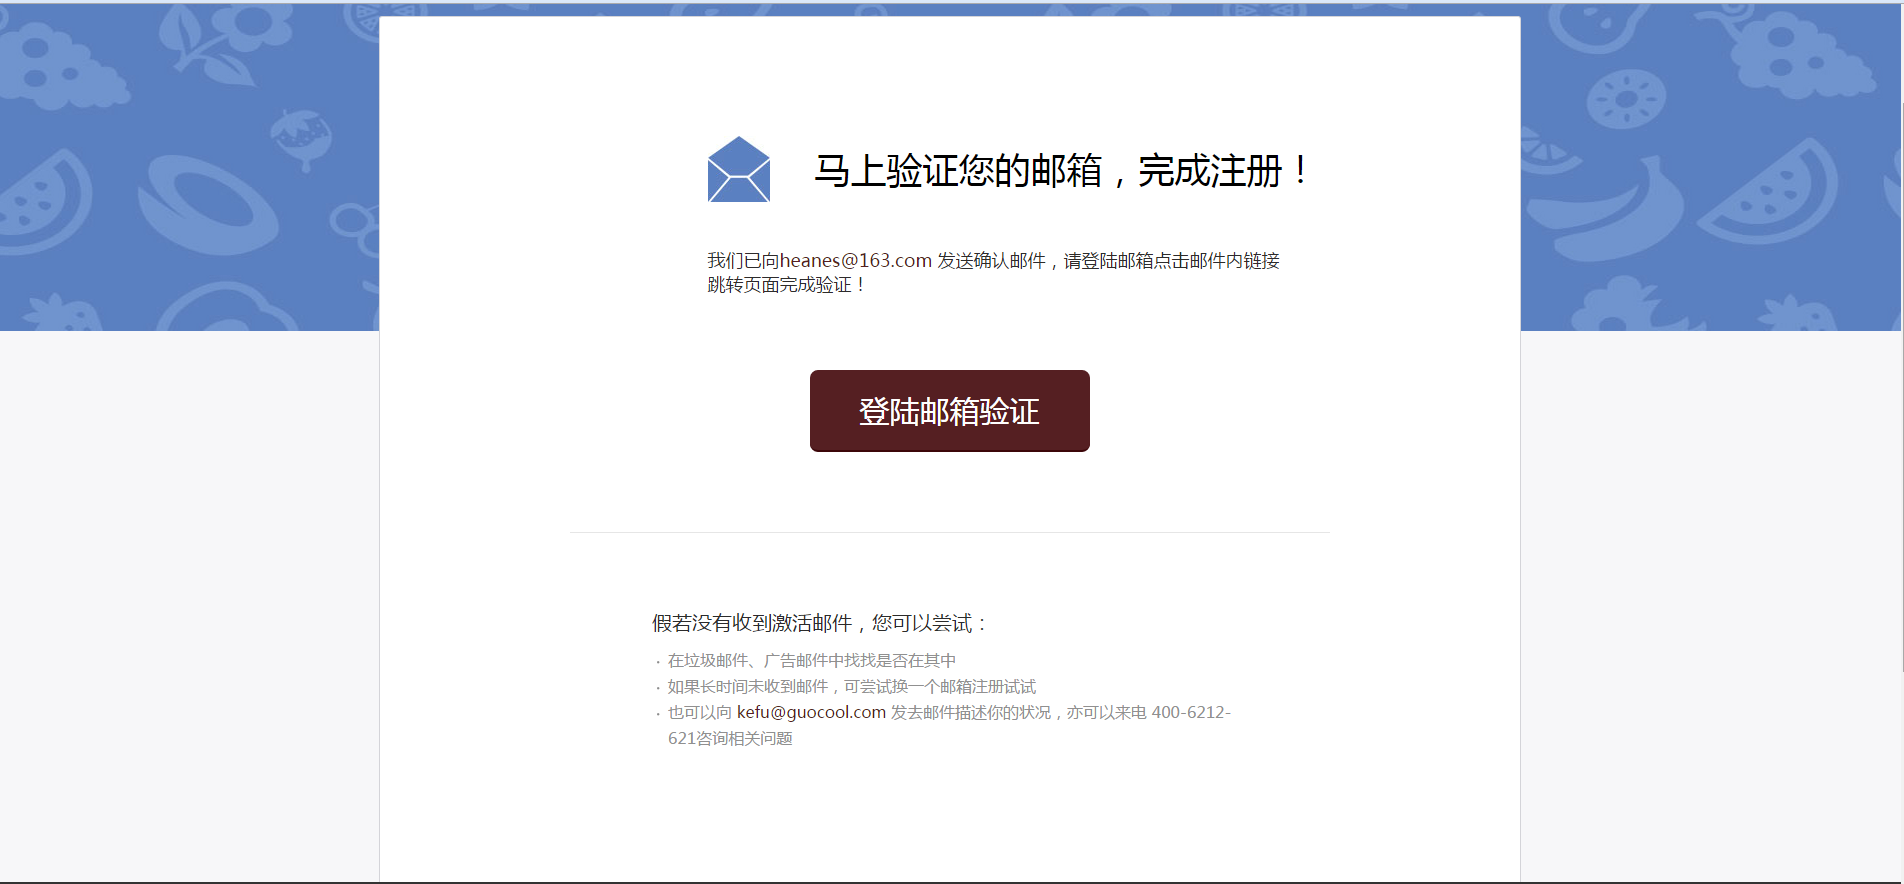 马上验证您的邮箱，完成注册！
我们已向heanes@163.com 发送确认邮件，请登陆邮箱点击邮件内链接
跳转页面完成验证！
登陆邮箱验证
假若没有收到激活邮件，您可以尝试：
· 在垃圾邮件、广告邮件中找找是否在其中
· 如果长时间未收到邮件，可尝试换一个邮箱注册试试
· 也可以向 kefu@guocool.com 发去邮件描述你的状况，亦可以来电 400-6212-
621咨询相关问题